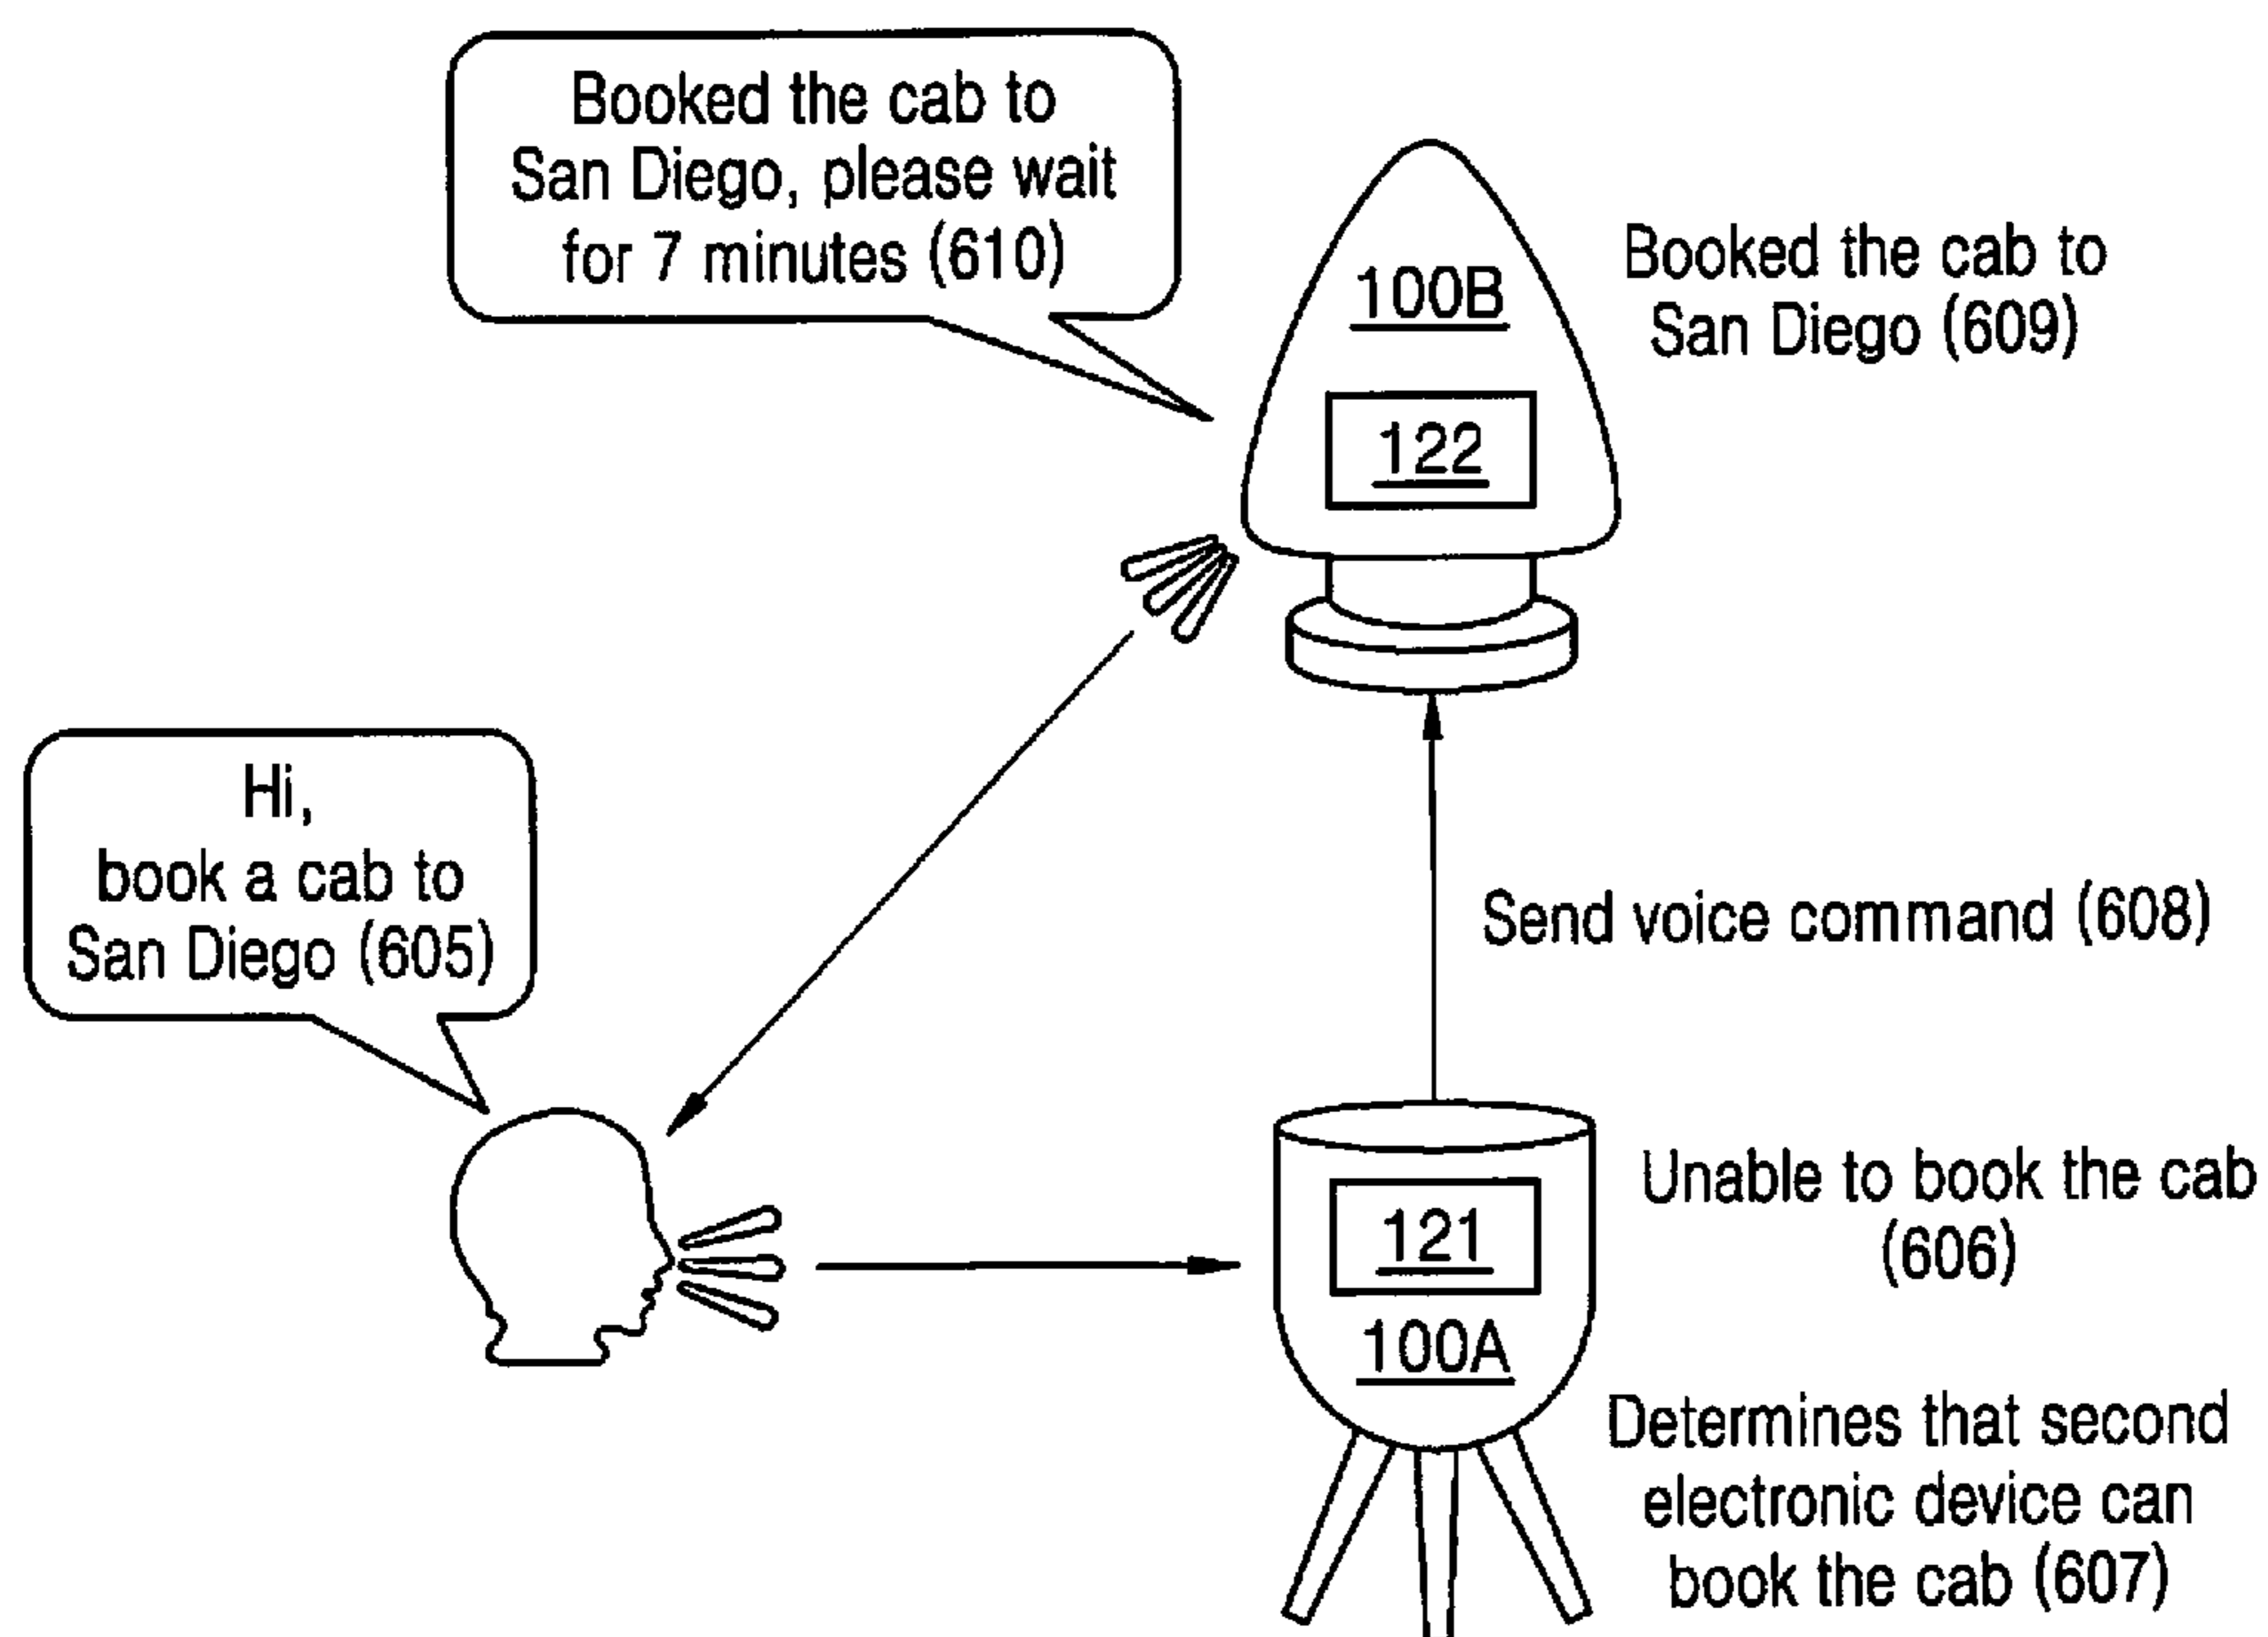 Booked the cab to
San Diego, please wait
for 7 minutes (610)
100B
122
Booked the cab to
San Diego (609)
Hi,
book a cab to
San Diego (605)
Send voice command (608)
121
100A
Unable to book the cab
(606)
Determines that second
electronic device can
book the cab (607)